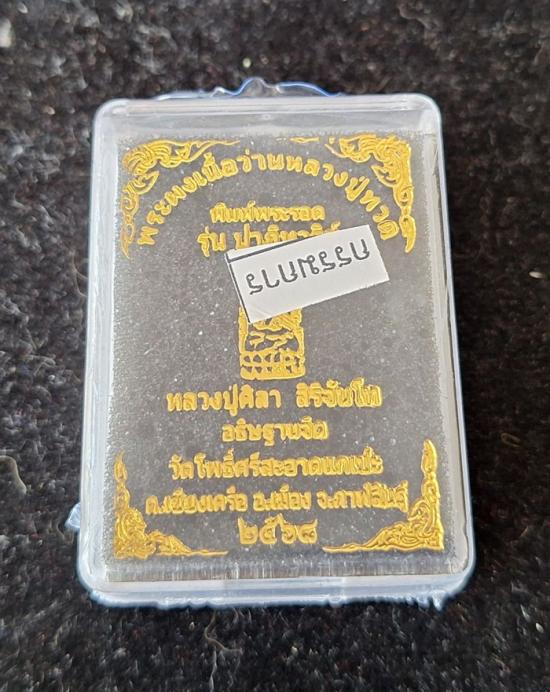 พระผงเนื้อว่านหลวงปู่ทวด
พิมพ์พระรอด
รุ่น
กรรมการ
หลวงปู่ศิลา สิริจันโท
อธิษฐานจิต
วัดโพธิ์ศรีสะอาดแกเปะ
ต.เชียงเครือ อ.เมือง จ.กาฬสินธุ์
๒๕๖๘